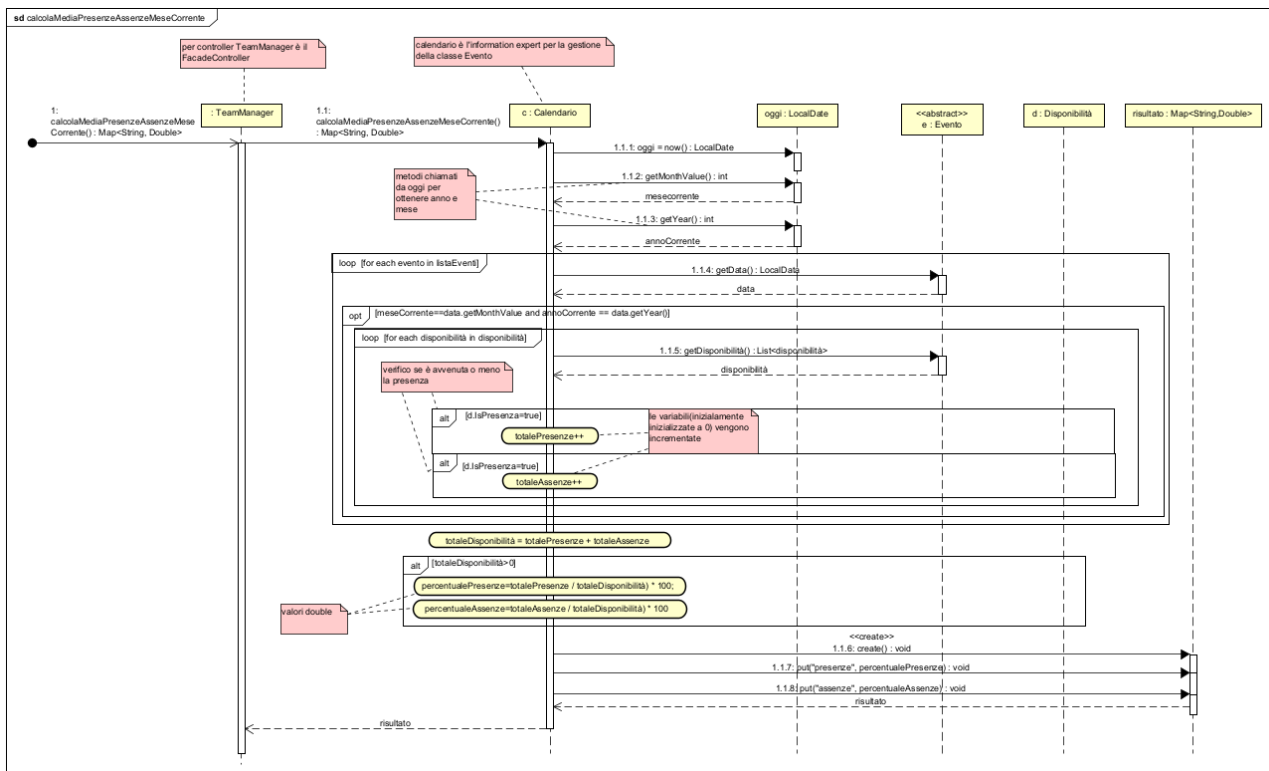 sd calcolaMediaPresenzeAssenzeMeseCorrente
per controller TeamManager è il
FacadeController
calendario è l'information expert per la gestione
della classe Evento
1:
calcolaMediaPresenzeAssenzeMese
Corrente() : Map<String, Double>
: TeamManager
1.1:
calcolaMediaPresenzeAssenzeMeseCorrente()
: Map<String, Double>
c : Calendario
oggi : LocalDate
<<abstract>>
e : Evento
d : Disponibilità
risultato : Map<String,Double>
1.1.1: oggi = now() : LocalDate
metodi chiamati
da oggi per
ottenere anno e
mese
1.1.2: getMonthValue() : int
mesecorrente
1.1.3: getYear() : int
annoCorrente
loop [for each evento in listaEventi]
1.1.4: getData() : LocalData
data
opt [meseCorrente==data.getMonthValue and annoCorrente == data.getYear()]
loop [for each disponibilità in disponibilità]
1.1.5: getDisponibilità() : List<disponibilità>
disponibilità
verifico se è avvenuta o meno
la presenza
alt [d.IsPresenza=true]
totalePresenze++
le variabili(inizialamente
inizializzate a 0) vengono
incrementate
alt [d.IsPresenza=true]
totaleAssenze++
totaleDisponibilità = totalePresenze + totaleAssenze
alt [totaleDisponibilità>0]
percentualePresenze=totalePresenze / totaleDisponibilità) * 100;
percentualeAssenze=totaleAssenze / totaleDisponibilità) * 100
valori double
<<create>>
1.1.6: create() : void
1.1.7: put("presenze", percentualePresenze) : void
1.1.8: put("assenze", percentualeAssenze) : void
risultato
risultato